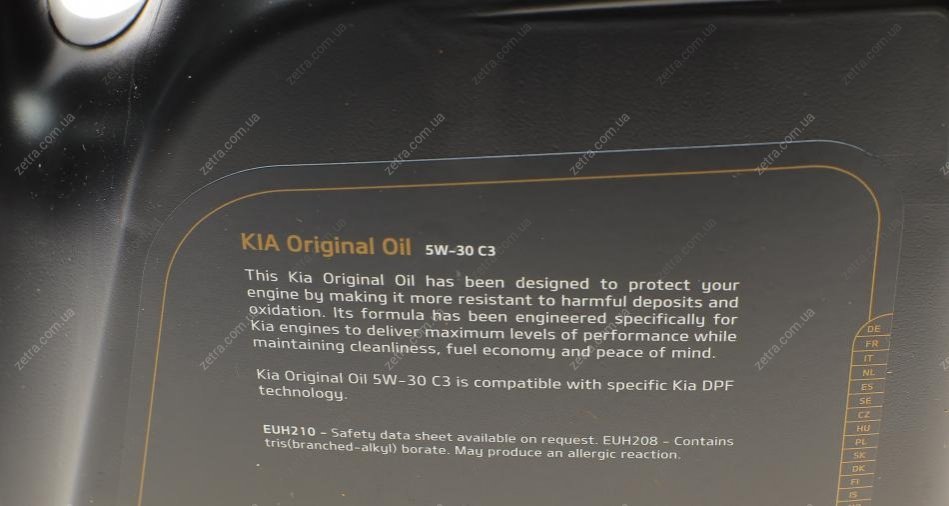 KIA Original Oil 5W-30 C3
This Kia Original Oil has been designed to protect your
engine by making it more resistant to harmful deposits and
oxidation. Its formula has been engineered specifically for
Kia engines to deliver maximum levels of performance while
maintaining cleanliness, fuel economy and peace of mind.
Kia Original Oil 5W-30 C3 is compatible with specific Kia DPF
technology.
EUH210 - Safety data sheet available on request. EUH208 - Contains
tris(branched-alkyl) borate. May produce an allergic reaction.
DE
FR
IT
NL
ES
SE
CZ
HU
PL
SK
DK
FI
IS
zetra.com.ua